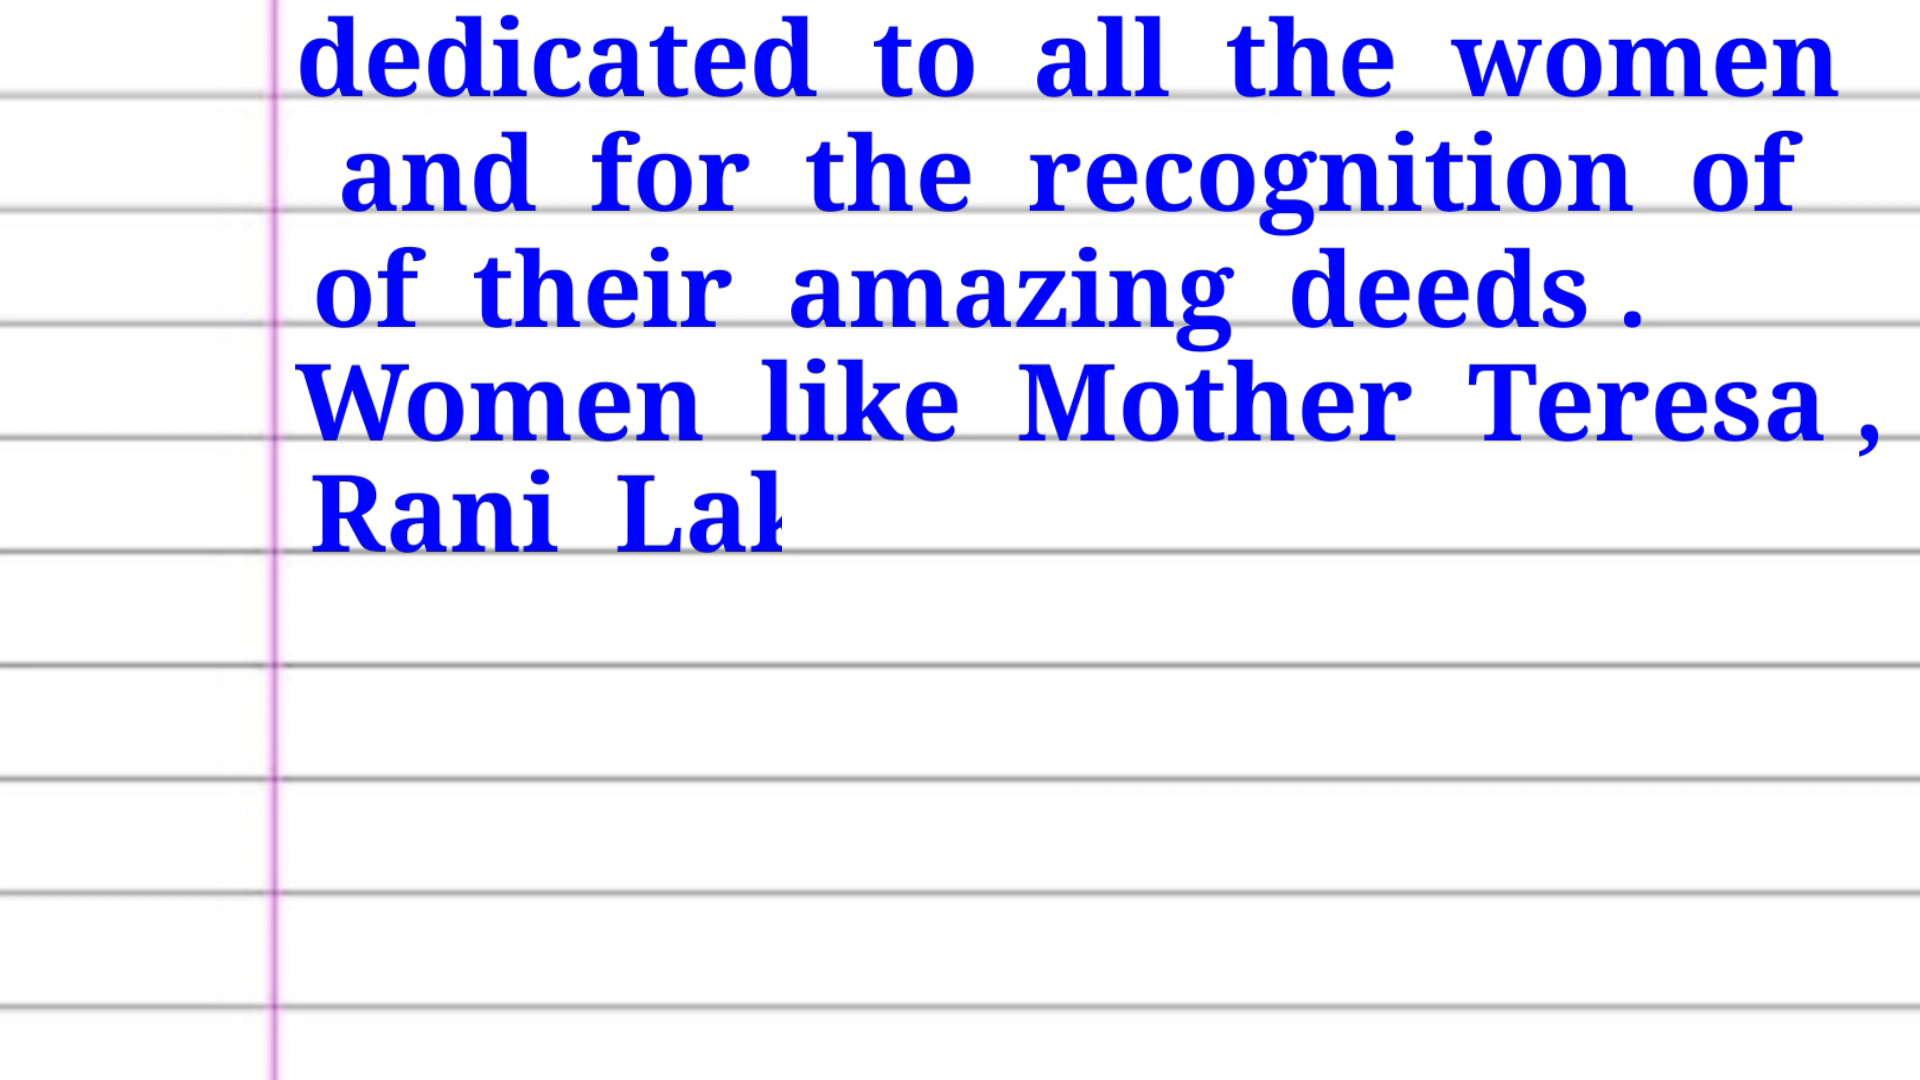 dedicated to all the women
and for the recognition of
of their amazing deeds .
Women like Mother Teresa ,
Rani